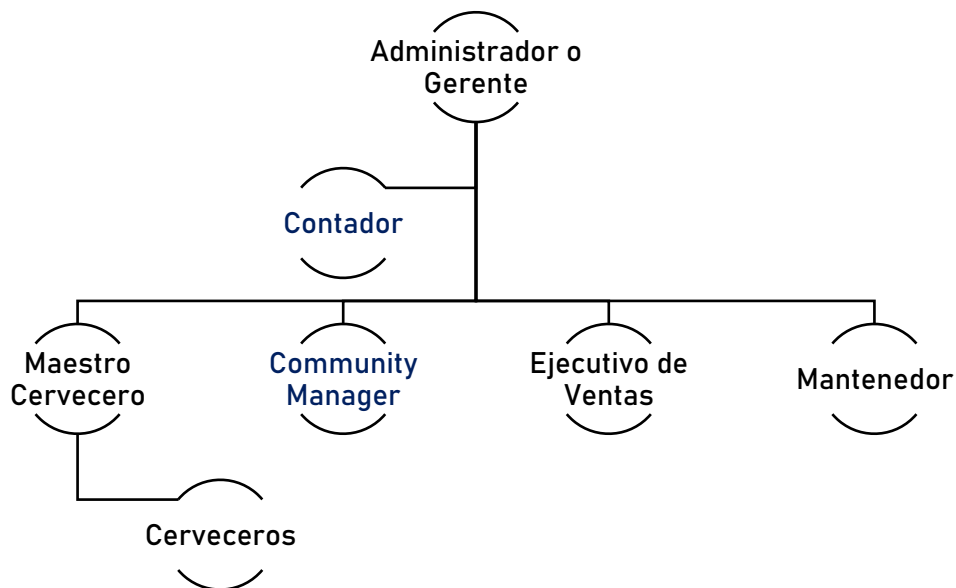 Administrador o
Gerente
Contador
Maestro
Cervecero
Community
Manager
Ejecutivo de
Ventas
Mantenedor
Cerveceros